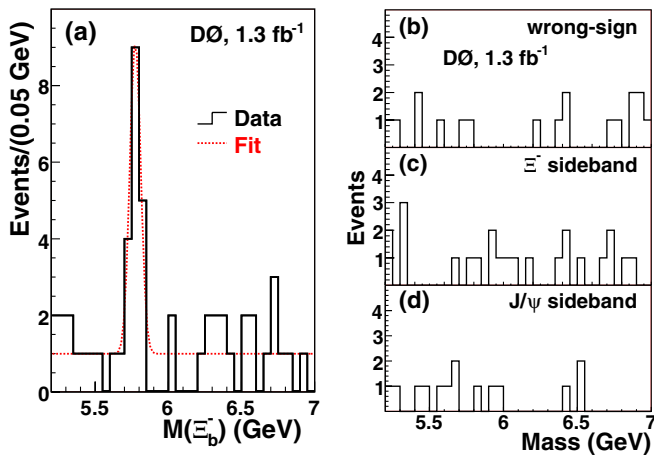 (a) DØ, 1.3 fb⁻¹
Data
Fit
Events/(0.05 GeV)
8
6
4
2
0
5.5 6 6.5 7
M(Ξ⁻b) (GeV)
(b) wrong-sign
DØ, 1.3 fb⁻¹
4
3
2
1
(c) Ξ⁻ sideband
4
3
2
1
Events
(d) J/ψ sideband
4
3
2
1
5.5 6 6.5 7
Mass (GeV)